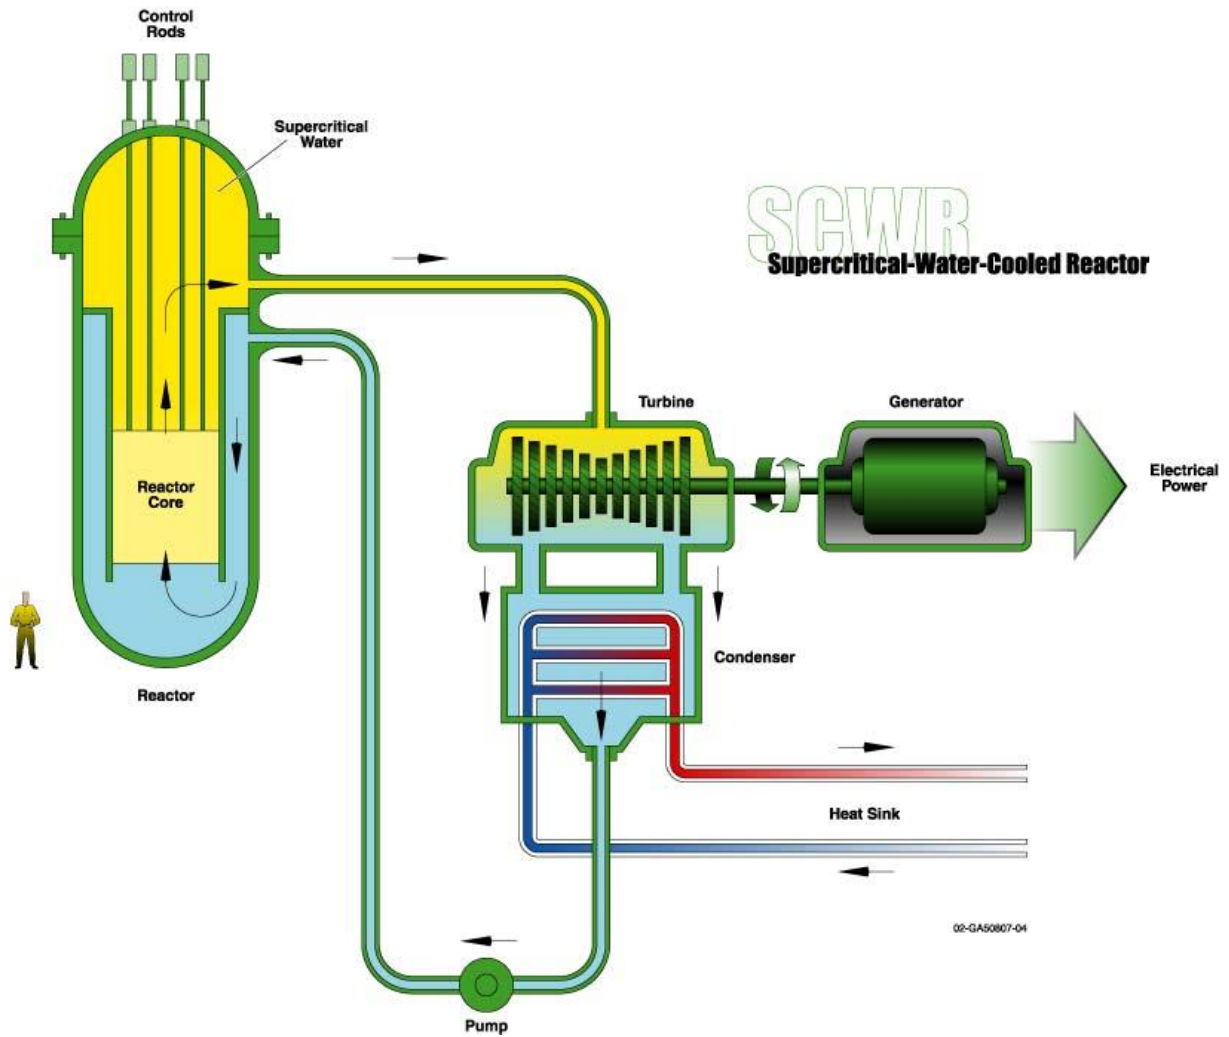 Control
Rods
Supercritical
Water
SCWR
Supercritical-Water-Cooled Reactor
Turbine
Generator
Electrical
Power
Reactor
Core
Condenser
Reactor
Heat Sink
02-GA50807-04
Pump